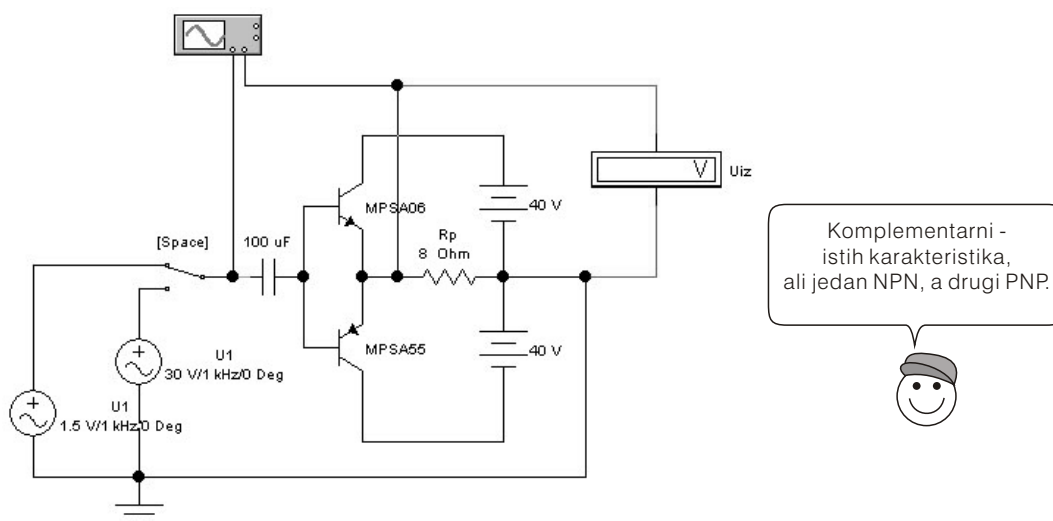 V
Uiz
MPSA06
40 V
[Space]
100 uF
Rp
8 Ohm
MPSA55
40 V
U1
30 V/1 kHz/0 Deg
U1
1.5 V/1 kHz/0 Deg
Komplementarni -
istih karakteristika,
ali jedan NPN, a drugi PNP.